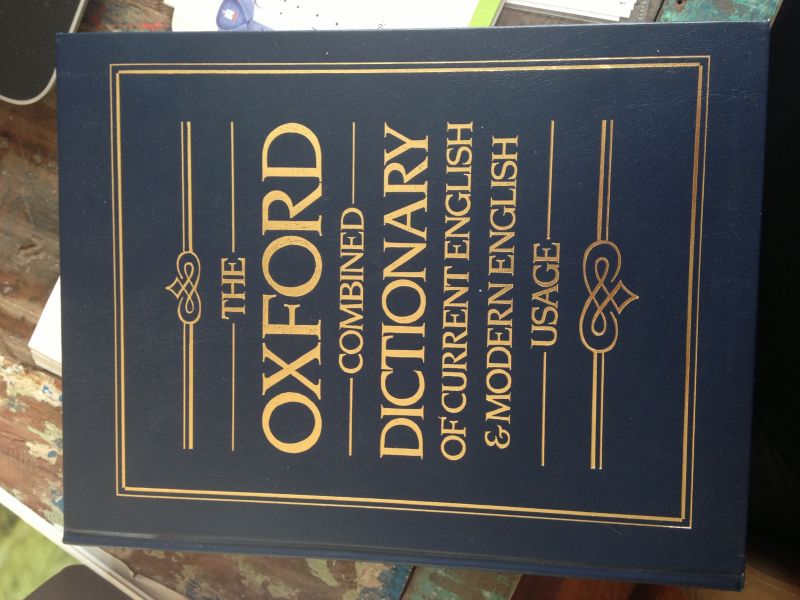 THE
OXFORD
COMBINED
DICTIONARY
OF CURRENT ENGLISH
& MODERN ENGLISH
USAGE